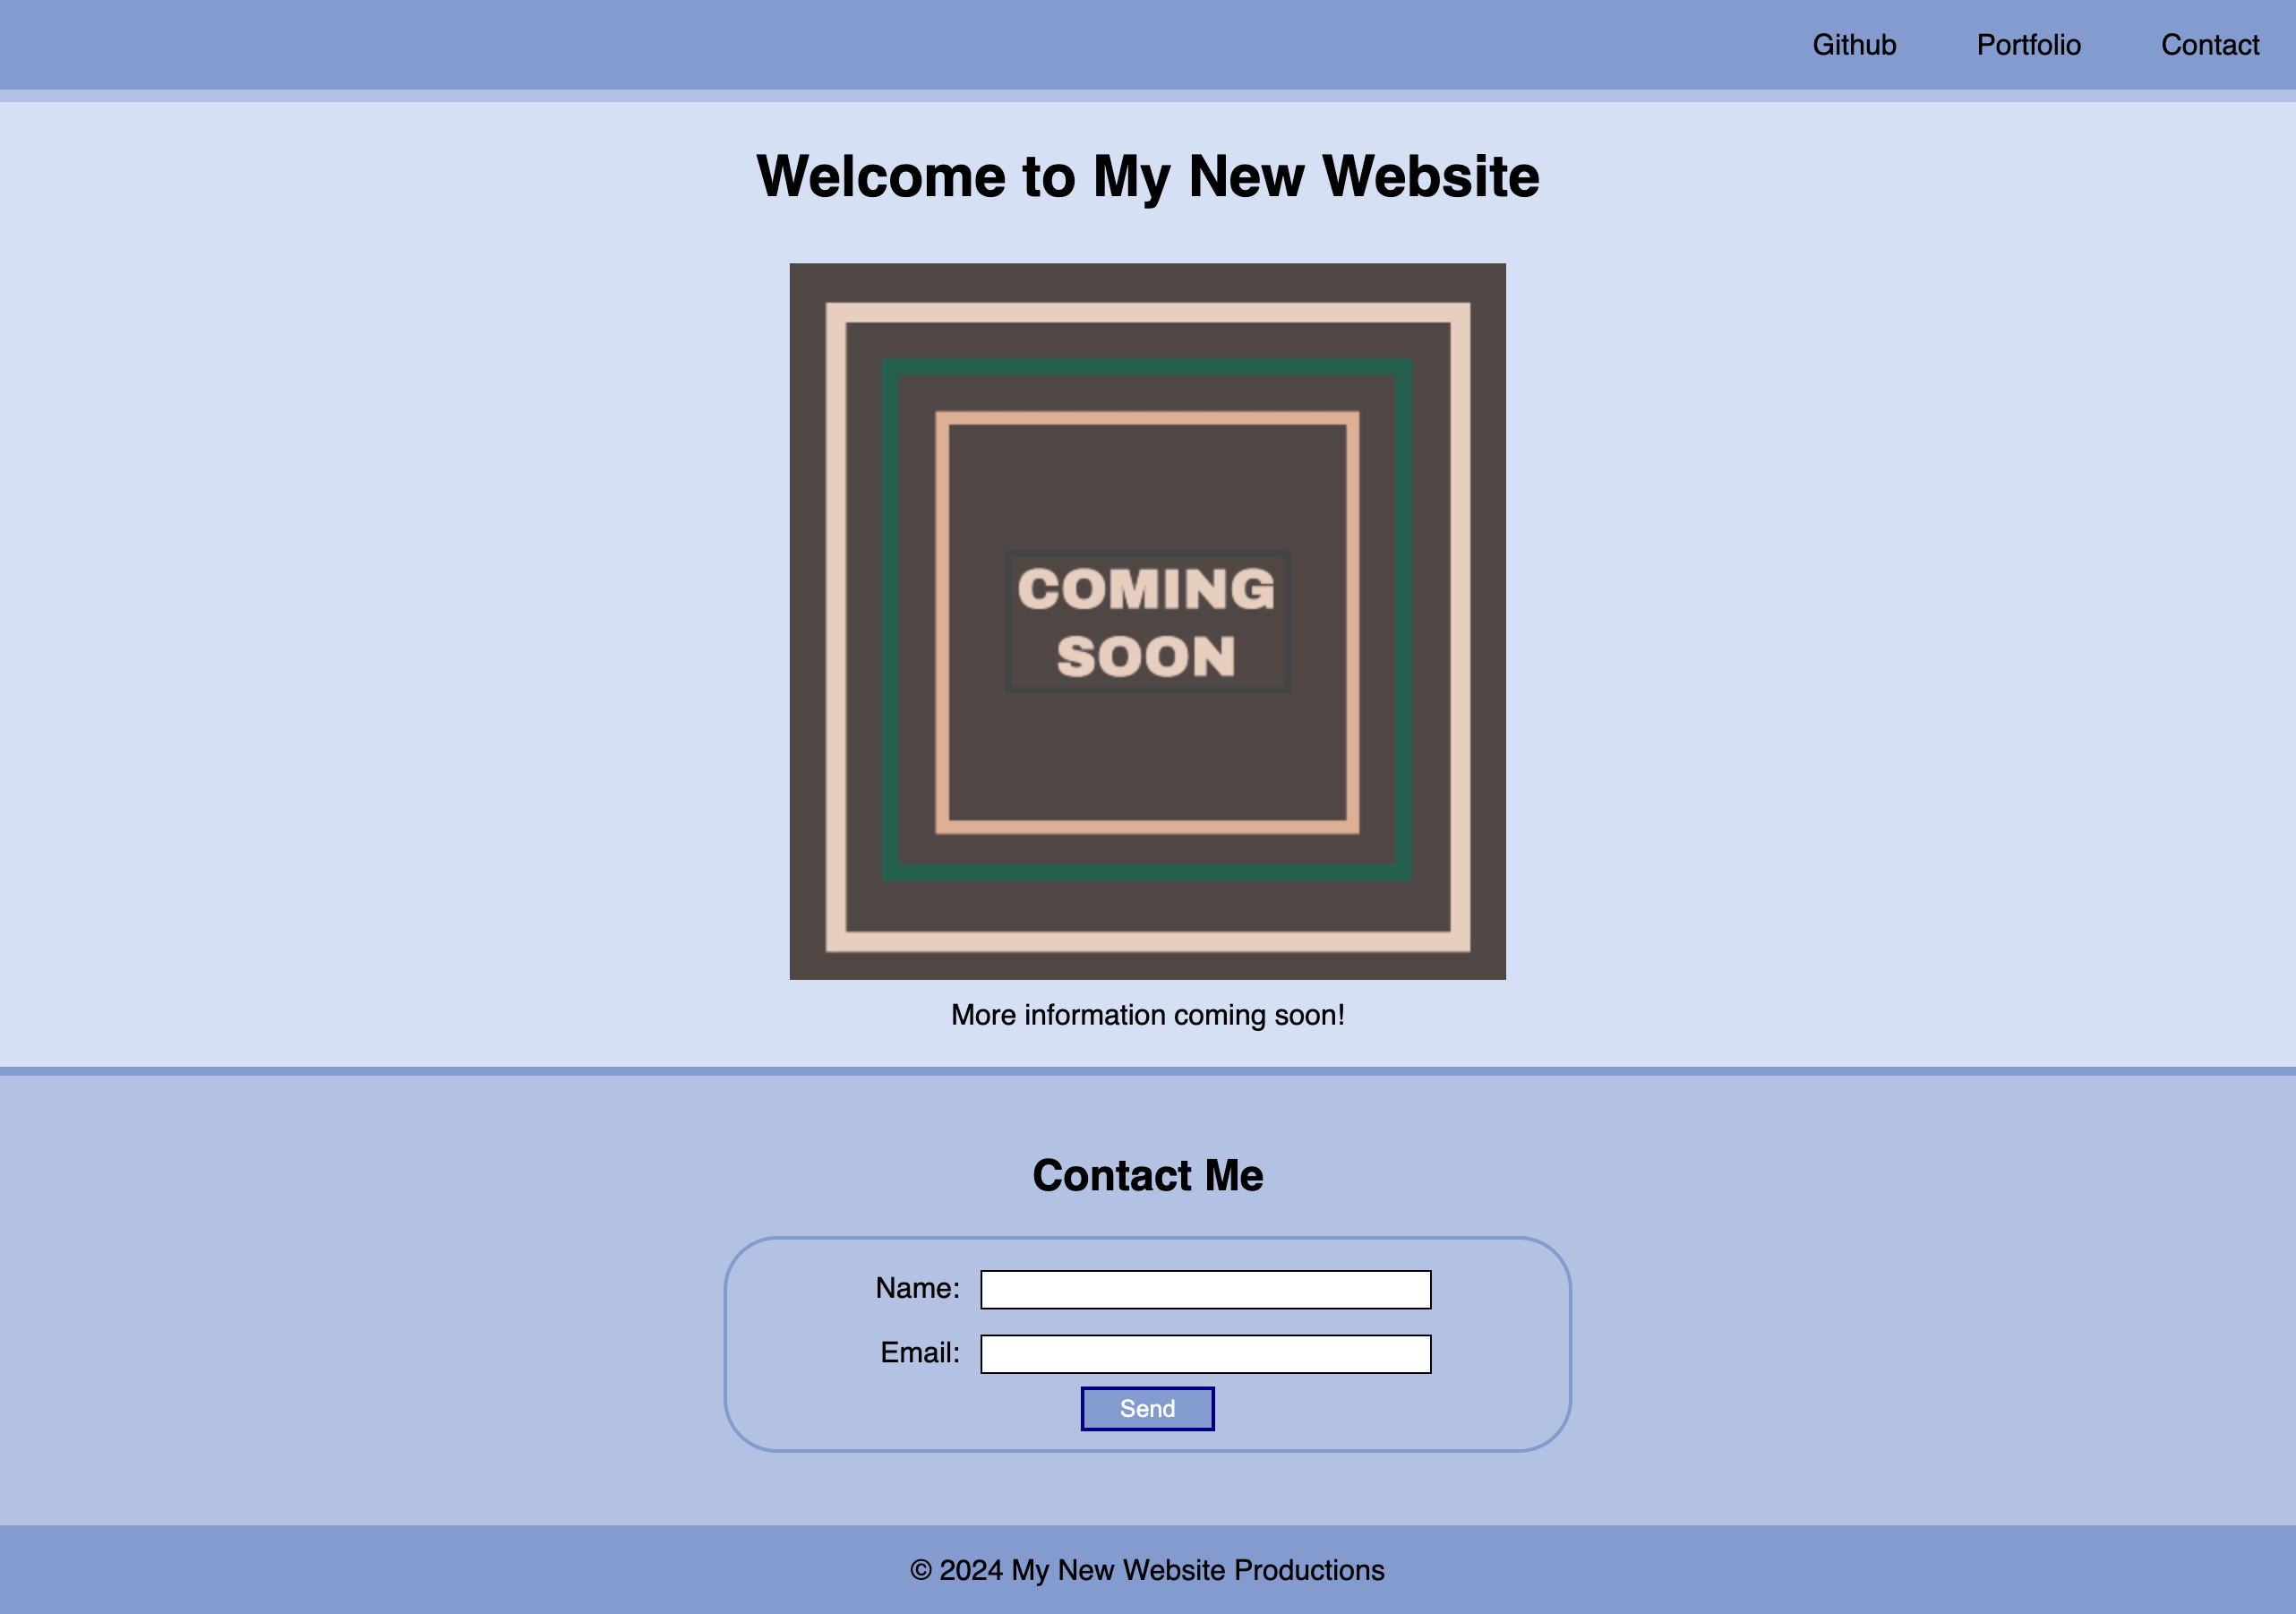 Github Portfolio Contact
Welcome to My New Website
COMING
SOON
More information coming soon!
Contact Me
Name:
Email:
Send
© 2024 My New Website Productions